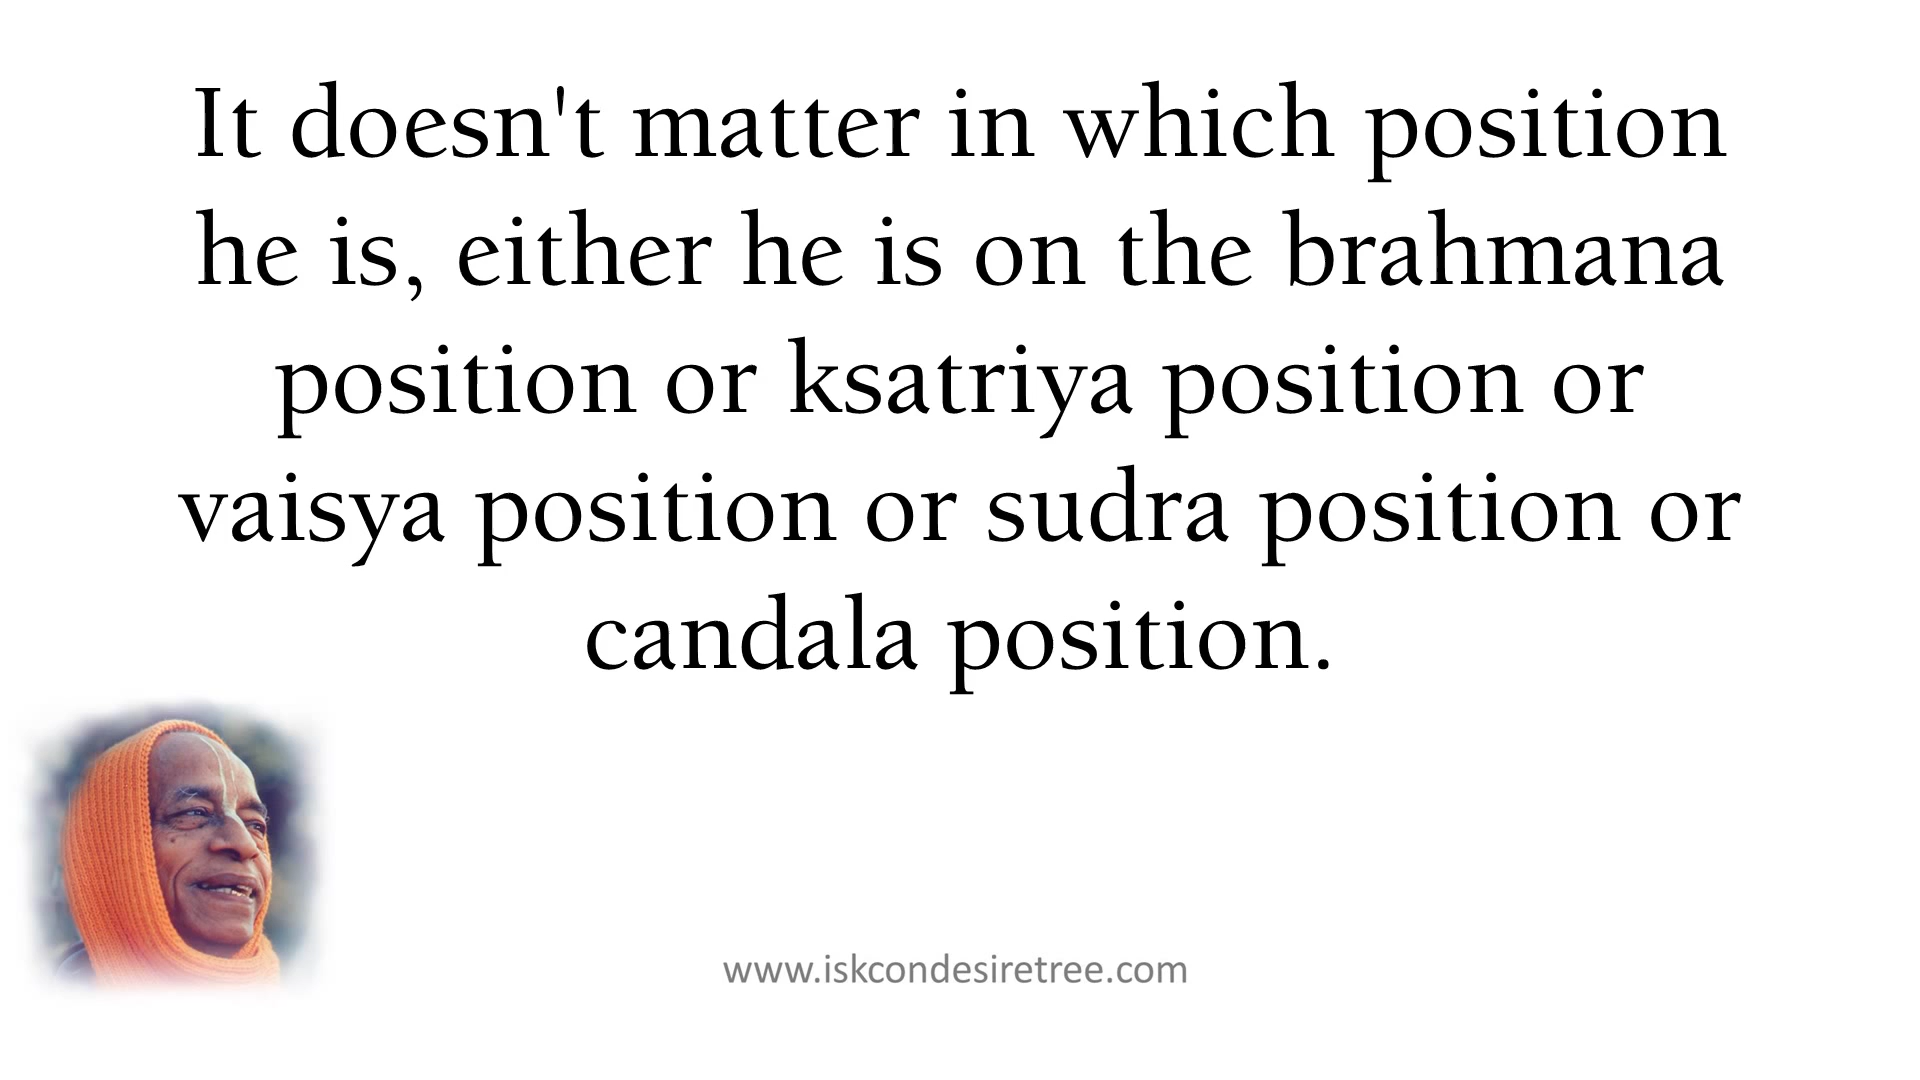 It doesn't matter in which position
he is, either he is on the brahmana
position or ksatriya position or
vaisya position or sudra position or
candala position.
www.iskcondesiretree.com